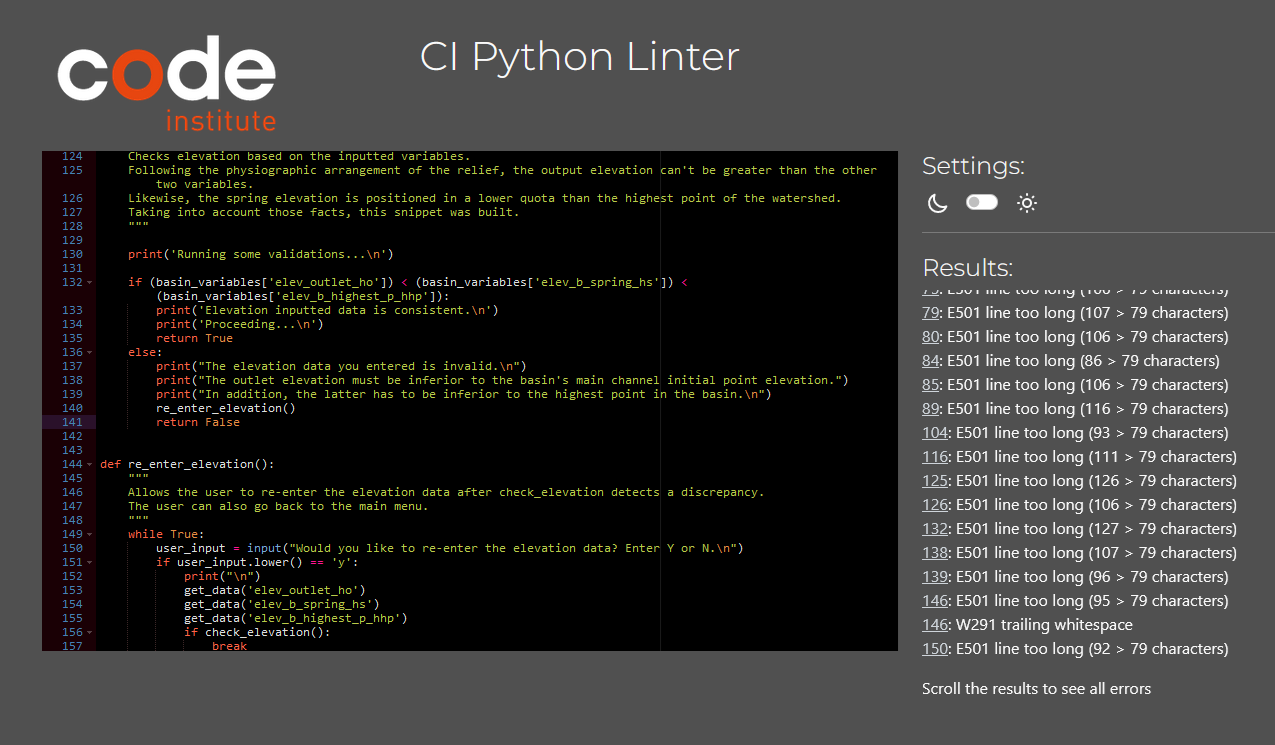 code
institute
CI Python Linter
124 Checks elevation based on the inputted variables.
125 Following the physiographic arrangement of the relief, the output elevation can't be greater than the other
two variables.
126 Likewise, the spring elevation is positioned in a lower quota than the highest point of the watershed.
127 Taking into account those facts, this snippet was built.
128 """
129
130 print('Running some validations...\n')
131
132 if (basin_variables['elev_outlet_ho']) < (basin_variables['elev_b_spring_hs']) <
(basin_variables['elev_b_highest_p_hhp']):
133 print('Elevation inputted data is consistent.\n')
134 print('Proceeding...\n')
135 return True
136 else:
137 print("The elevation data you entered is invalid.\n")
138 print("The outlet elevation must be inferior to the basin's main channel initial point elevation.")
139 print("In addition, the latter has to be inferior to the highest point in the basin.\n")
140 re_enter_elevation()
141 return False
142
143
144 def re_enter_elevation():
145 """
146 Allows the user to re-enter the elevation data after check_elevation detects a discrepancy.
147 The user can also go back to the main menu.
148 """
149 while True:
150 user_input = input("Would you like to re-enter the elevation data? Enter Y or N.\n")
151 if user_input.lower() == 'y':
152 print("\n")
153 get_data('elev_outlet_ho')
154 get_data('elev_b_spring_hs')
155 get_data('elev_b_highest_p_hhp')
156 if check_elevation():
157 break
Settings:
Results:
E501 line too long > 79 characters)
79: E501 line too long (107 > 79 characters)
80: E501 line too long (106 > 79 characters)
84: E501 line too long (86 > 79 characters)
85: E501 line too long (106 > 79 characters)
89: E501 line too long (116 > 79 characters)
104: E501 line too long (93 > 79 characters)
116: E501 line too long (111 > 79 characters)
125: E501 line too long (126 > 79 characters)
126: E501 line too long (106 > 79 characters)
132: E501 line too long (127 > 79 characters)
138: E501 line too long (107 > 79 characters)
139: E501 line too long (96 > 79 characters)
146: E501 line too long (95 > 79 characters)
146: W291 trailing whitespace
150: E501 line too long (92 > 79 characters)
Scroll the results to see all errors